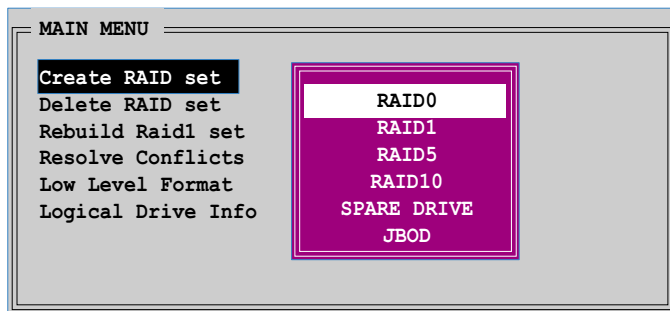 MAIN MENU
Create RAID set
Delete RAID set
Rebuild Raid1 set
Resolve Conflicts
Low Level Format
Logical Drive Info
RAID0
RAID1
RAID5
RAID10
SPARE DRIVE
JBOD